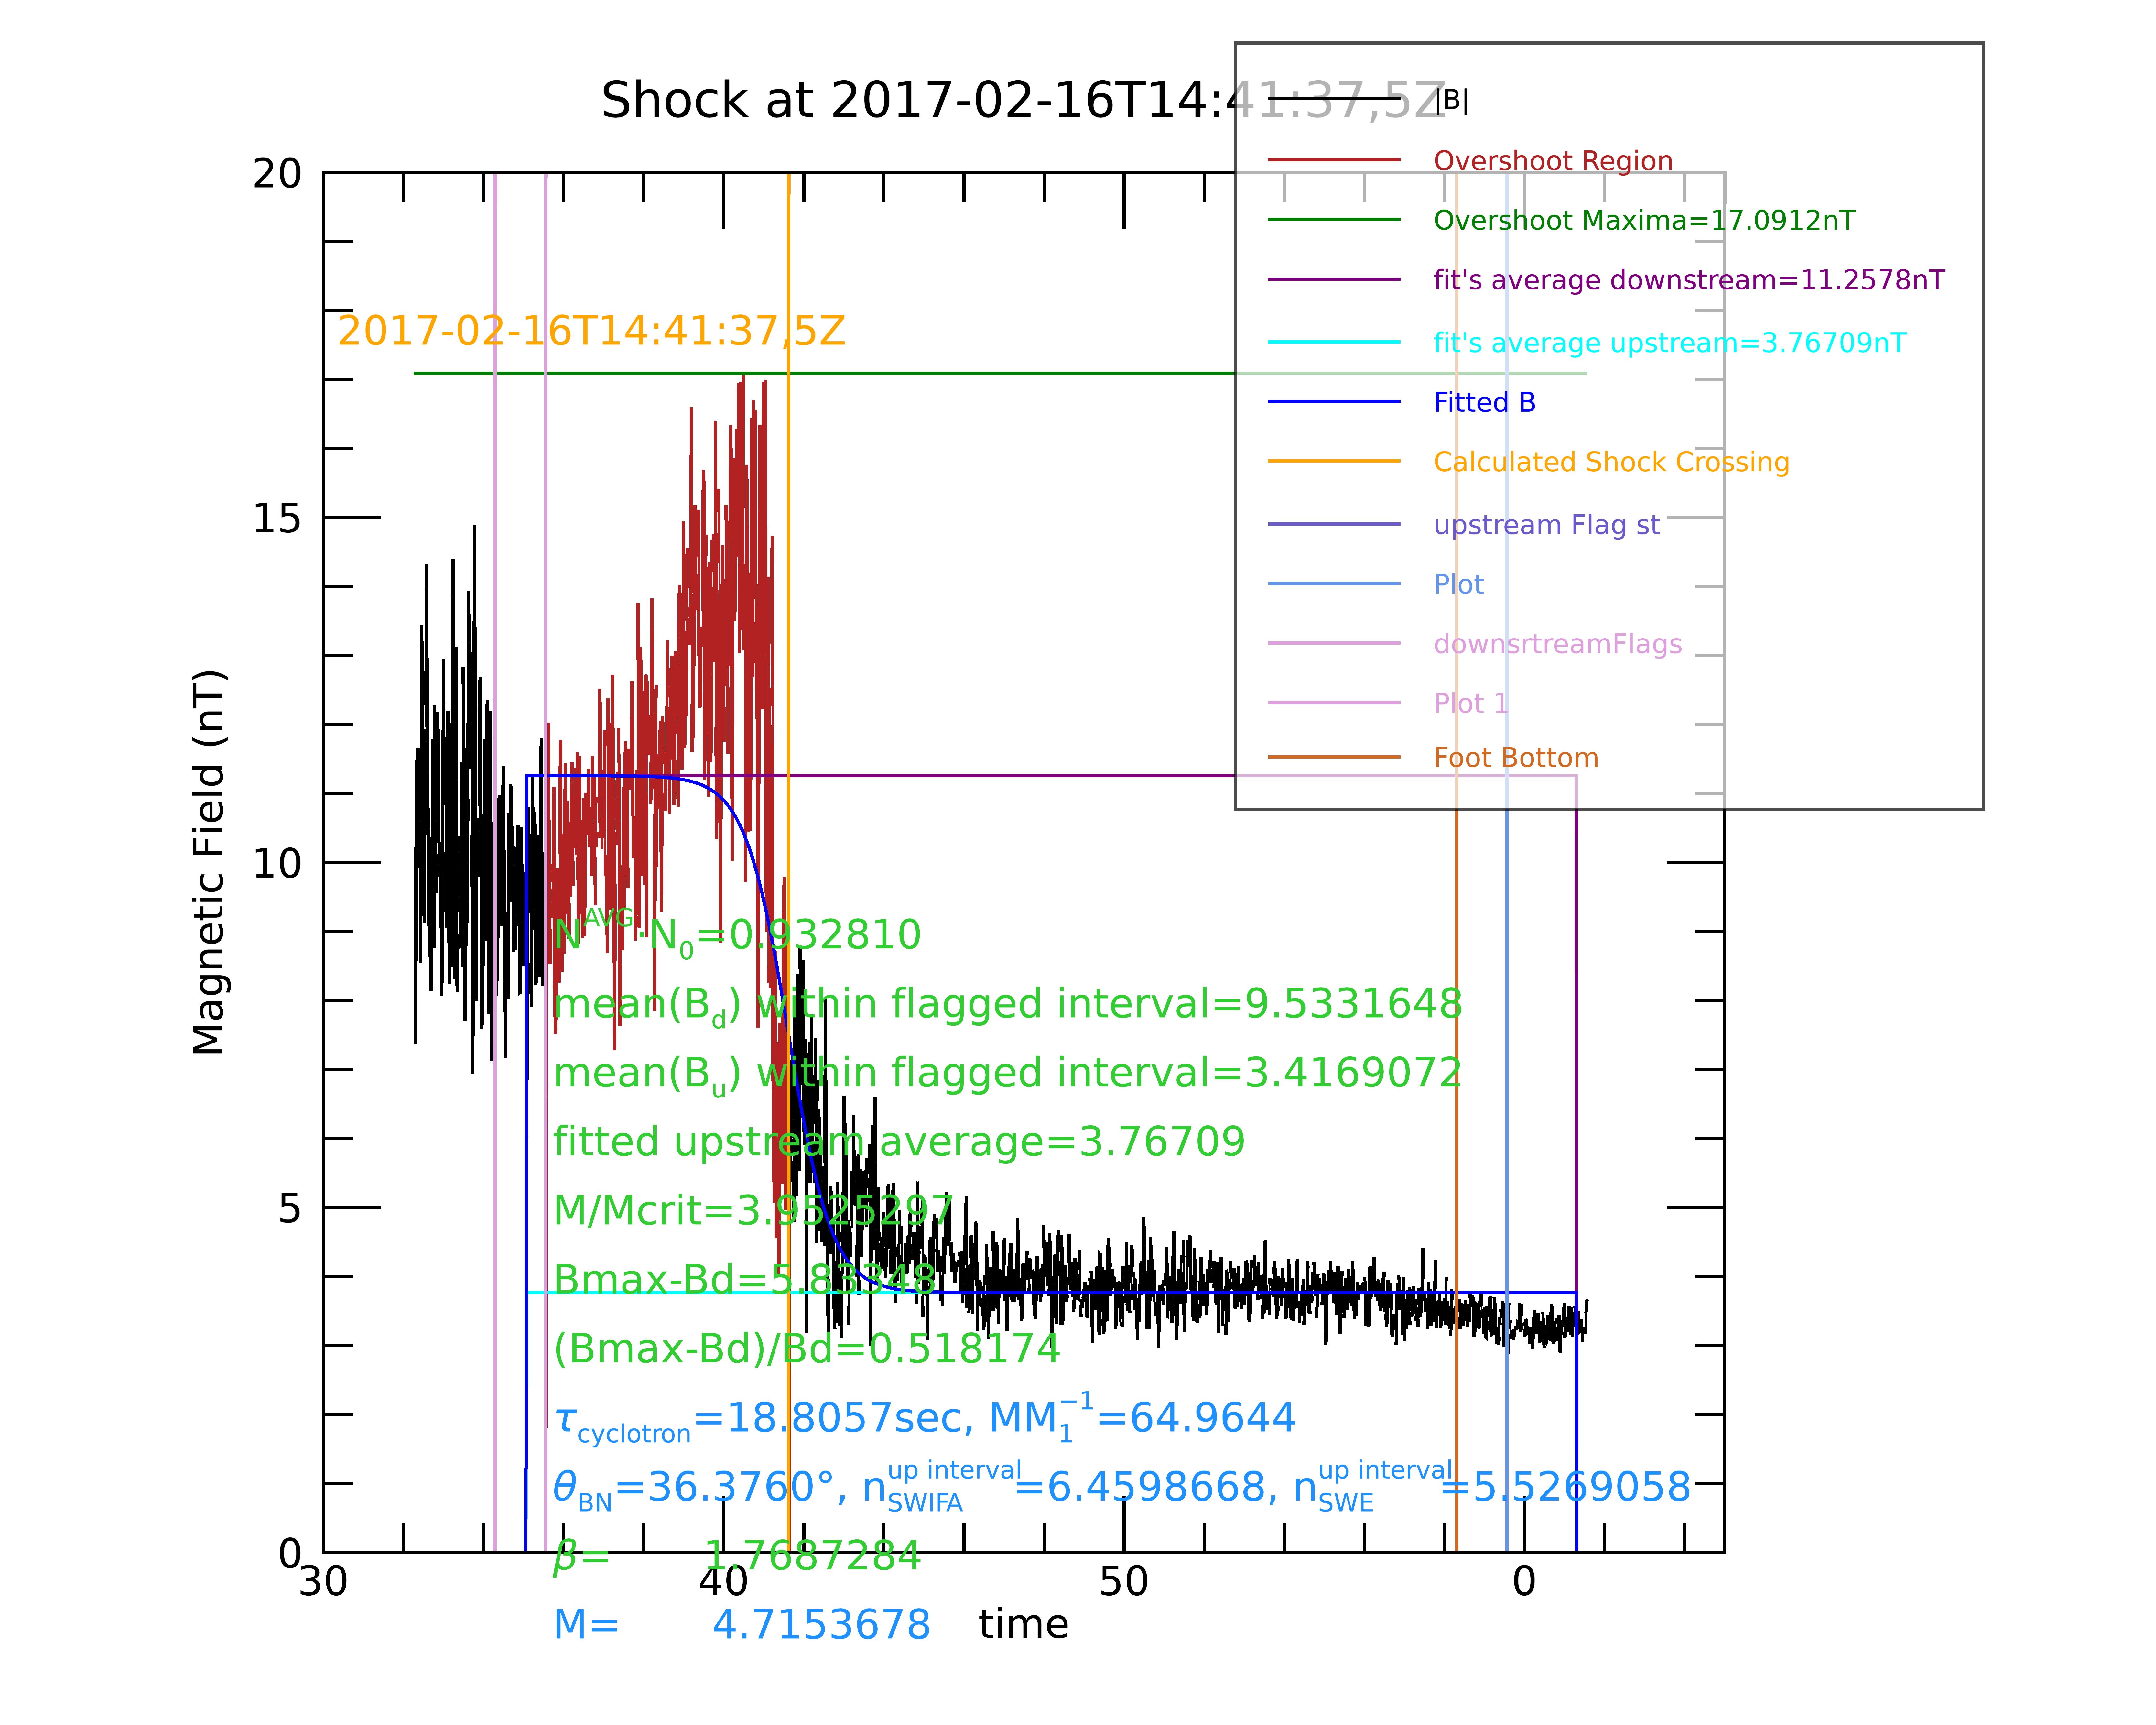 Shock at 2017-02-16T14:41:37,5Z
|B|
Overshoot Region
Overshoot Maxima=17.0912nT
fit's average downstream=11.2578nT
fit's average upstream=3.76709nT
Fitted B
Calculated Shock Crossing
upstream Flag st
Plot
downsrtreamFlags
Plot 1
Foot Bottom
20
15
10
5
0
Magnetic Field (nT)
2017-02-16T14:41:37,5Z
N^AVG·N_0=0.932810
mean(B_d) within flagged interval=9.5331648
mean(B_u) within flagged interval=3.4169072
fitted upstream average=3.76709
M/Mcrit=3.9525297
Bmax-Bd=5.83348
(Bmax-Bd)/Bd=0.518174
τ_cyclotron=18.8057sec, MM_1^−1=64.9644
θ_BN=36.3760°, n_SWIFA^up interval=6.4598668, n_SWE^up interval=5.5269058
β= 1.7687284
30 40 50 0
M= 4.7153678
time